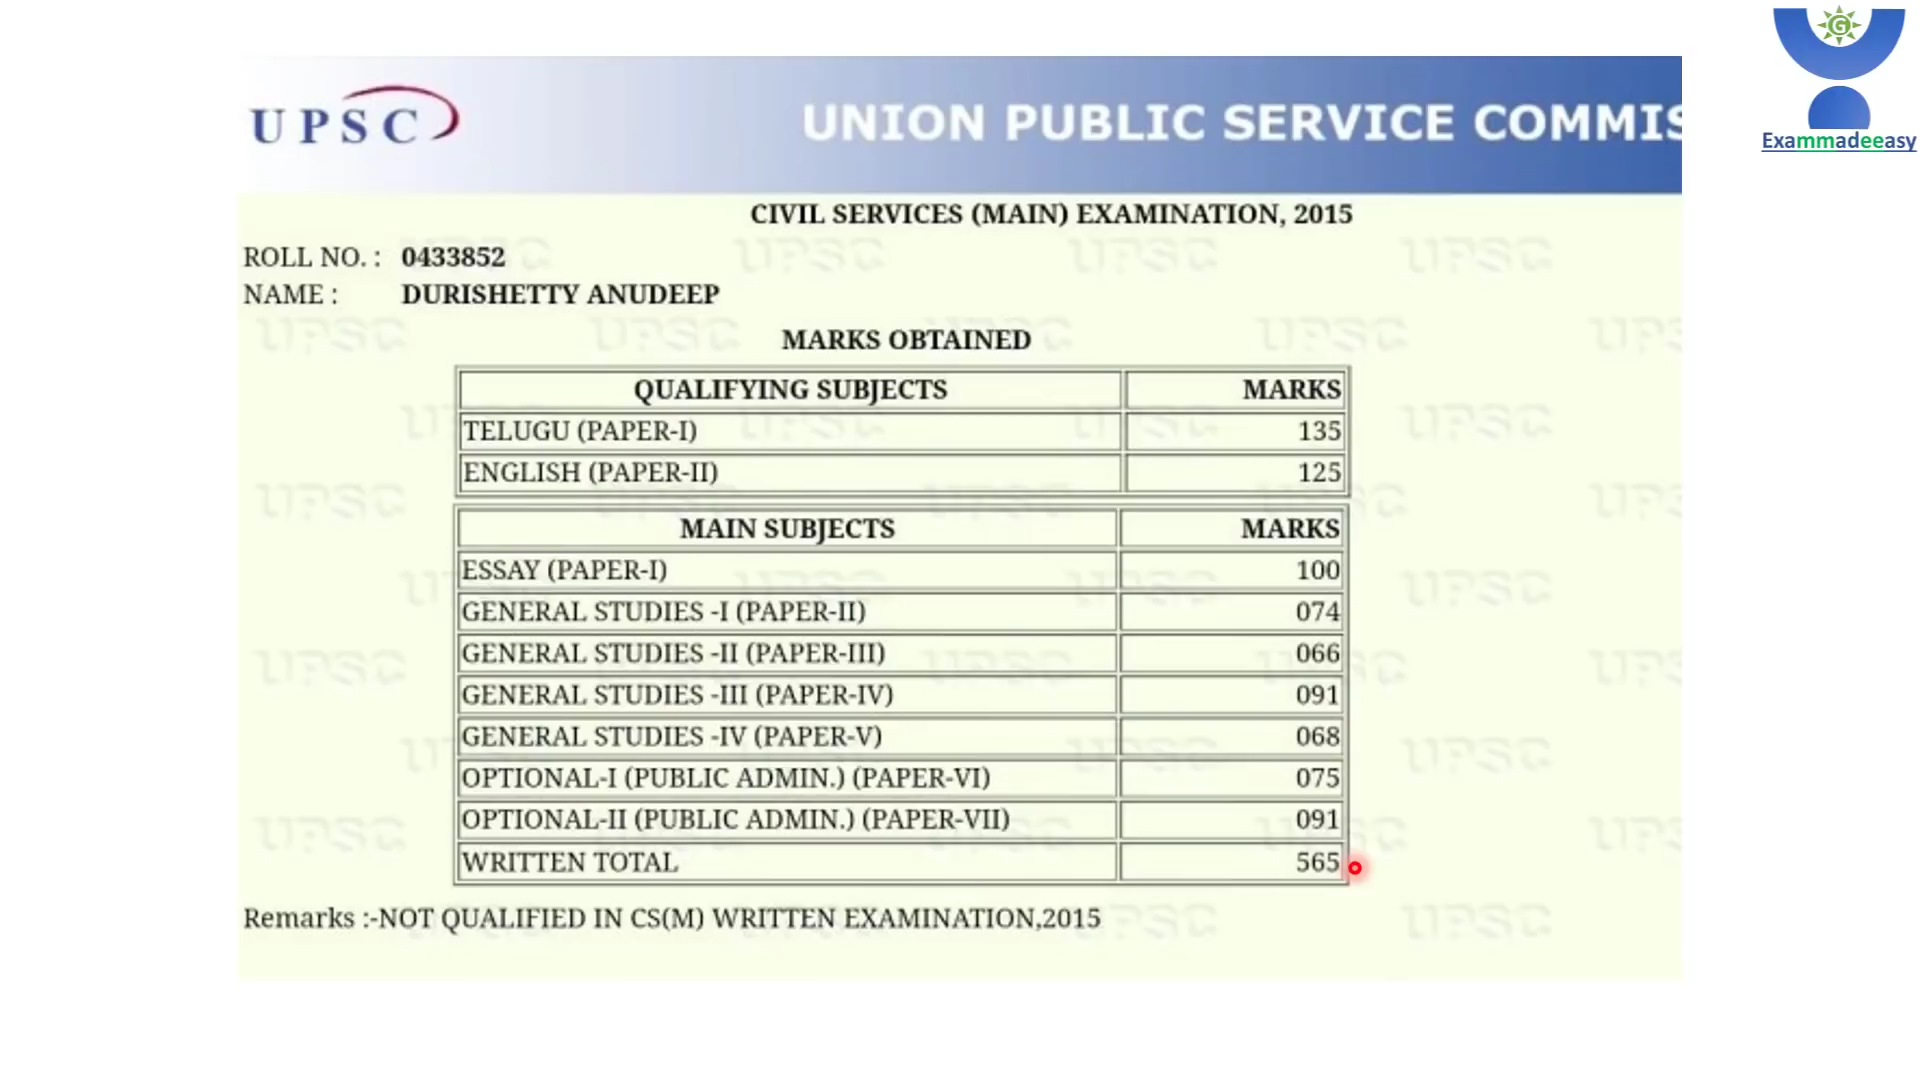 G
Exammadeeasy
UPSC
UNION PUBLIC SERVICE COMMIS
CIVIL SERVICES (MAIN) EXAMINATION, 2015
ROLL NO. : 0433852
NAME : DURISHETTY ANUDEEP
MARKS OBTAINED
QUALIFYING SUBJECTS MARKS
TELUGU (PAPER-I) 135
ENGLISH (PAPER-II) 125
MAIN SUBJECTS MARKS
ESSAY (PAPER-I) 100
GENERAL STUDIES -I (PAPER-II) 074
GENERAL STUDIES -II (PAPER-III) 066
GENERAL STUDIES -III (PAPER-IV) 091
GENERAL STUDIES -IV (PAPER-V) 068
OPTIONAL-I (PUBLIC ADMIN.) (PAPER-VI) 075
OPTIONAL-II (PUBLIC ADMIN.) (PAPER-VII) 091
WRITTEN TOTAL 565
Remarks :-NOT QUALIFIED IN CS(M) WRITTEN EXAMINATION,2015